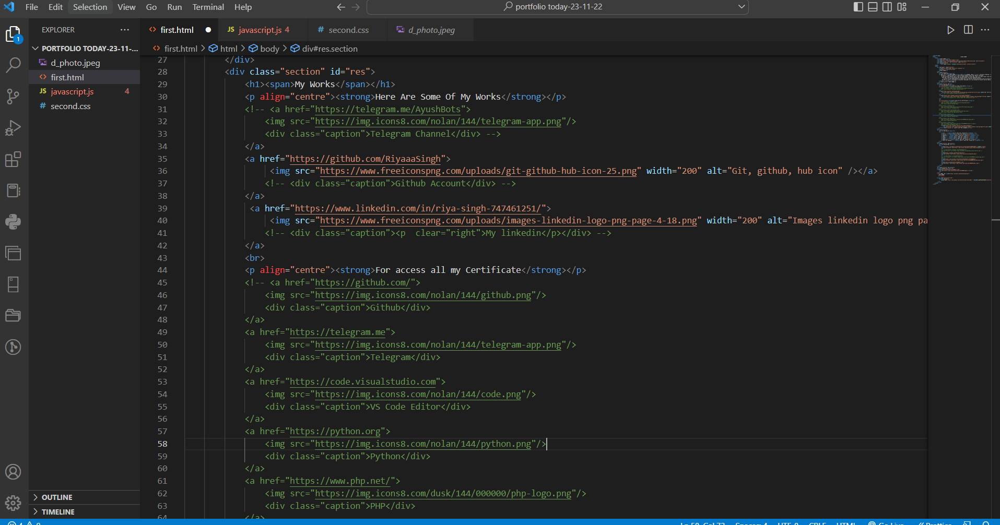 File Edit Selection View Go Run Terminal Help
portfolio today-23-11-22
EXPLORER
PORTFOLIO TODAY-23-11-...
d_photo.jpeg
first.html
JS javascript.js 4
# second.css
OUTLINE
TIMELINE
1
<> first.html
JS javascript.js 4
# second.css
d_photo.jpeg
<> first.html > html > body > div#res.section
27 </div>
28 <div class="section" id="res">
29 <h1><span>My Works</span></h1>
30 <p align="centre"><strong>Here Are Some Of My Works</strong></p>
31 <!-- <a href="https://telegram.me/AyushBots">
32 <img src="https://img.icons8.com/nolan/144/telegram-app.png"/>
33 <div class="caption">Telegram Channel</div> -->
34 </a>
35 <a href="https://github.com/RiyaaaSingh">
36 <img src="https://www.freeiconspng.com/uploads/git-github-hub-icon-25.png" width="200" alt="Git, github, hub icon" /></a>
37 <!-- <div class="caption">Github Account</div> -->
38 </a>
39 <a href="https://www.linkedin.com/in/riya-singh-747461251/">
40 <img src="https://www.freeiconspng.com/uploads/images-linkedin-logo-png-page-4-18.png" width="200" alt="Images linkedin logo png pa
41 <!-- <div class="caption"><p  clear="right">My linkedin</p></div> -->
42 </a>
43 <br>
44 <p align="centre"><strong>For access all my Certificate</strong></p>
45 <!-- <a href="https://github.com/">
46 <img src="https://img.icons8.com/nolan/144/github.png"/>
47 <div class="caption">Github</div>
48 </a>
49 <a href="https://telegram.me">
50 <img src="https://img.icons8.com/nolan/144/telegram-app.png"/>
51 <div class="caption">Telegram</div>
52 </a>
53 <a href="https://code.visualstudio.com">
54 <img src="https://img.icons8.com/nolan/144/code.png"/>
55 <div class="caption">VS Code Editor</div>
56 </a>
57 <a href="https://python.org">
58 <img src="https://img.icons8.com/nolan/144/python.png"/>
59 <div class="caption">Python</div>
60 </a>
61 <a href="https://www.php.net/">
62 <img src="https://img.icons8.com/dusk/144/000000/php-logo.png"/>
63 <div class="caption">PHP</div>
64 </a>